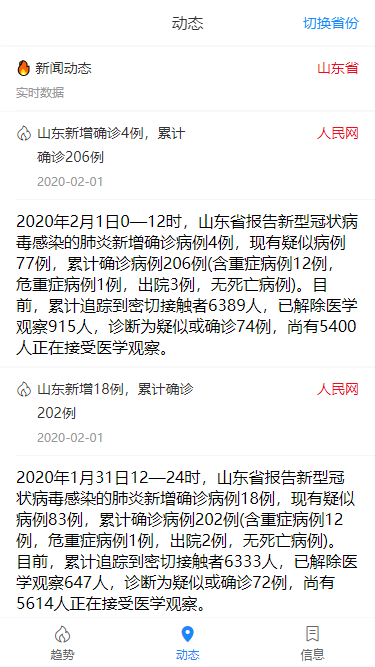 动态
切换省份
新闻动态
山东省
实时数据
山东新增确诊4例，累计
人民网
确诊206例
2020-02-01
2020年2月1日0—12时，山东省报告新型冠状病
毒感染的肺炎新增确诊病例4例，现有疑似病例
77例，累计确诊病例206例(含重症病例12例，
危重症病例1例，出院3例，无死亡病例)。目
前，累计追踪到密切接触者6389人，已解除医学
观察915人，诊断为疑似或确诊74例，尚有5400
人正在接受医学观察。
山东新增18例，累计确诊
人民网
202例
2020-02-01
2020年1月31日12—24时，山东省报告新型冠
状病毒感染的肺炎新增确诊病例18例，现有疑似
病例83例，累计确诊病例202例(含重症病例12
例，危重症病例1例，出院2例，无死亡病例)。
目前，累计追踪到密切接触者6333人，已解除医
学观察647人，诊断为疑似或确诊72例，尚有
5614人正在接受医学观察。
趋势
动态
信息